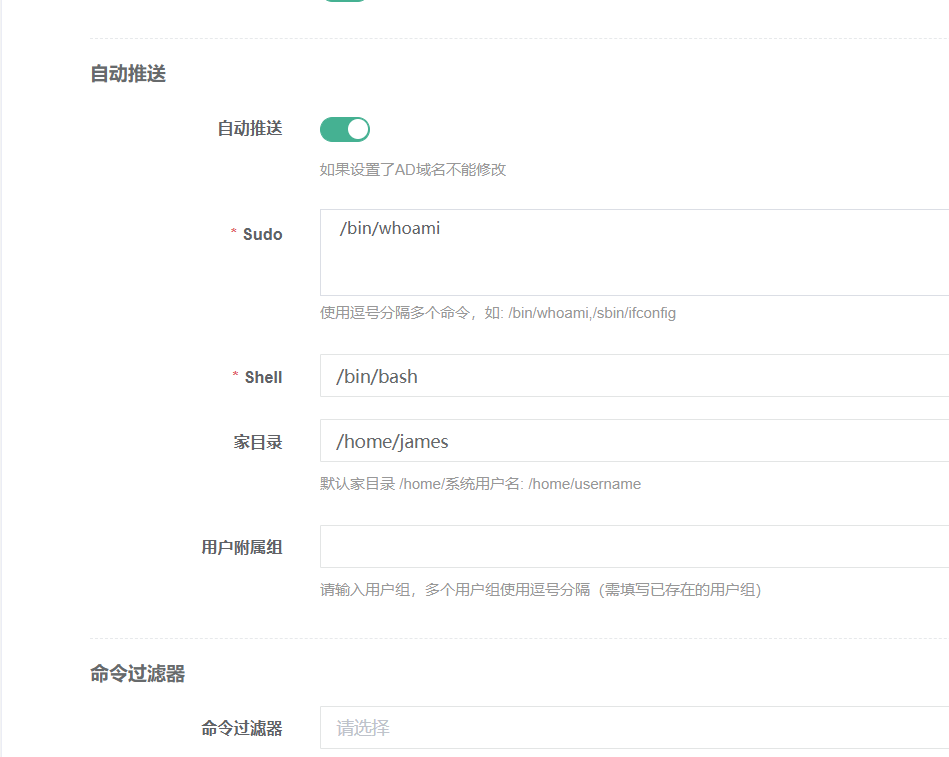 自动推送
自动推送
如果设置了AD域名不能修改
* Sudo
/bin/whoami
使用逗号分隔多个命令，如: /bin/whoami,/sbin/ifconfig
* Shell
/bin/bash
家目录
/home/james
默认家目录 /home/系统用户名: /home/username
用户附属组
请输入用户组，多个用户组使用逗号分隔（需填写已存在的用户组）
命令过滤器
命令过滤器
请选择